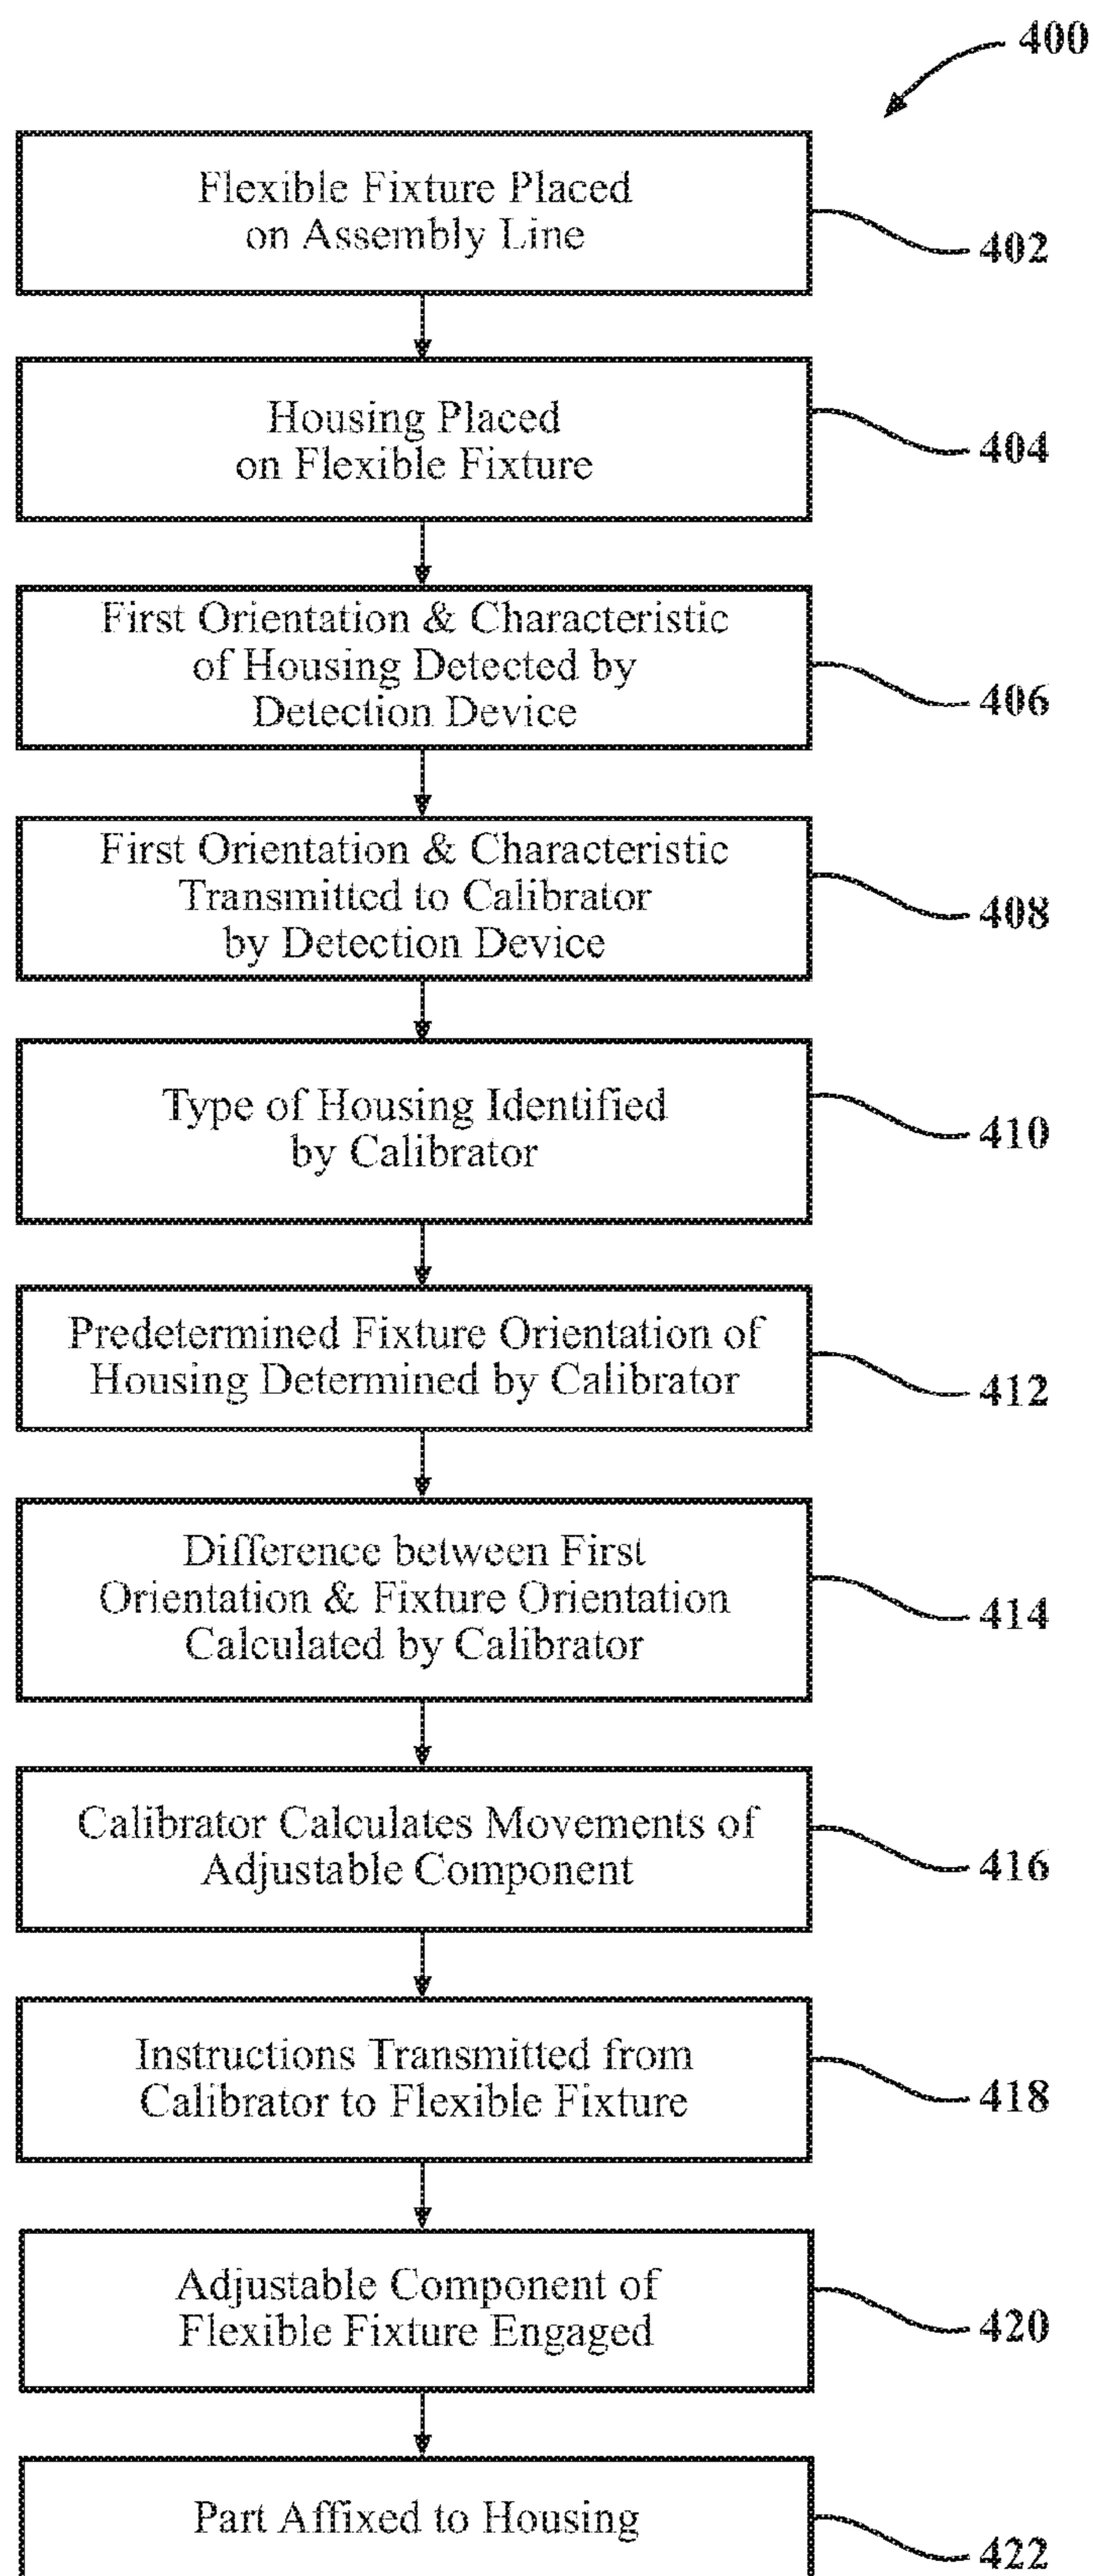 400
Flexible Fixture Placed
on Assembly Line
402
Housing Placed
on Flexible Fixture
404
First Orientation & Characteristic
of Housing Detected by
Detection Device
406
First Orientation & Characteristic
Transmitted to Calibrator
by Detection Device
408
Type of Housing Identified
by Calibrator
410
Predetermined Fixture Orientation of
Housing Determined by Calibrator
412
Difference between First
Orientation & Fixture Orientation
Calculated by Calibrator
414
Calibrator Calculates Movements of
Adjustable Component
416
Instructions Transmitted from
Calibrator to Flexible Fixture
418
Adjustable Component of
Flexible Fixture Engaged
420
Part Affixed to Housing
422